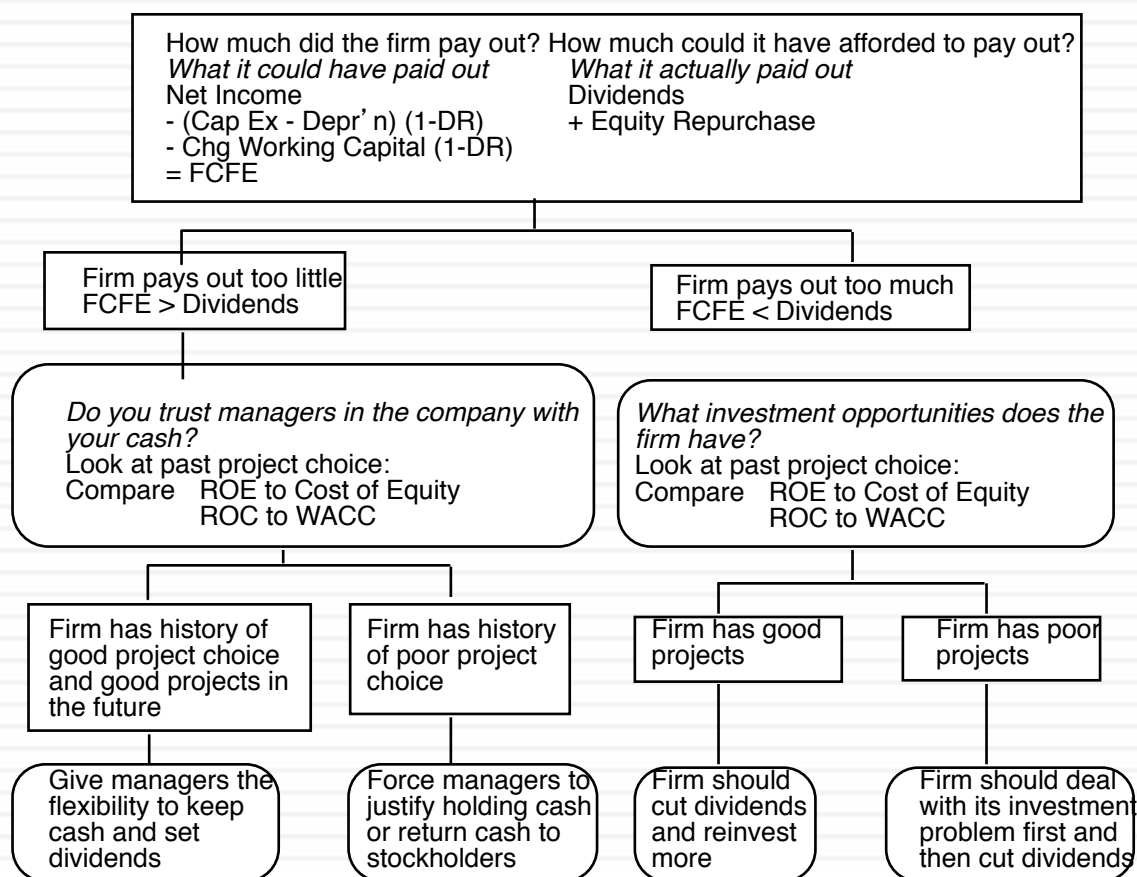 How much did the firm pay out? How much could it have afforded to pay out?
What it could have paid out
What it actually paid out
Net Income
Dividends
- (Cap Ex - Depr’n) (1-DR)
+ Equity Repurchase
- Chg Working Capital (1-DR)
= FCFE
Firm pays out too little
FCFE > Dividends
Firm pays out too much
FCFE < Dividends
Do you trust managers in the company with
your cash?
Look at past project choice:
Compare ROE to Cost of Equity
ROC to WACC
What investment opportunities does the
firm have?
Look at past project choice:
Compare ROE to Cost of Equity
ROC to WACC
Firm has history of
good project choice
and good projects in
the future
Firm has history
of poor project
choice
Firm has good
projects
Firm has poor
projects
Give managers the
flexibility to keep
cash and set
dividends
Force managers to
justify holding cash
or return cash to
stockholders
Firm should
cut dividends
and reinvest
more
Firm should deal
with its investment
problem first and
then cut dividends